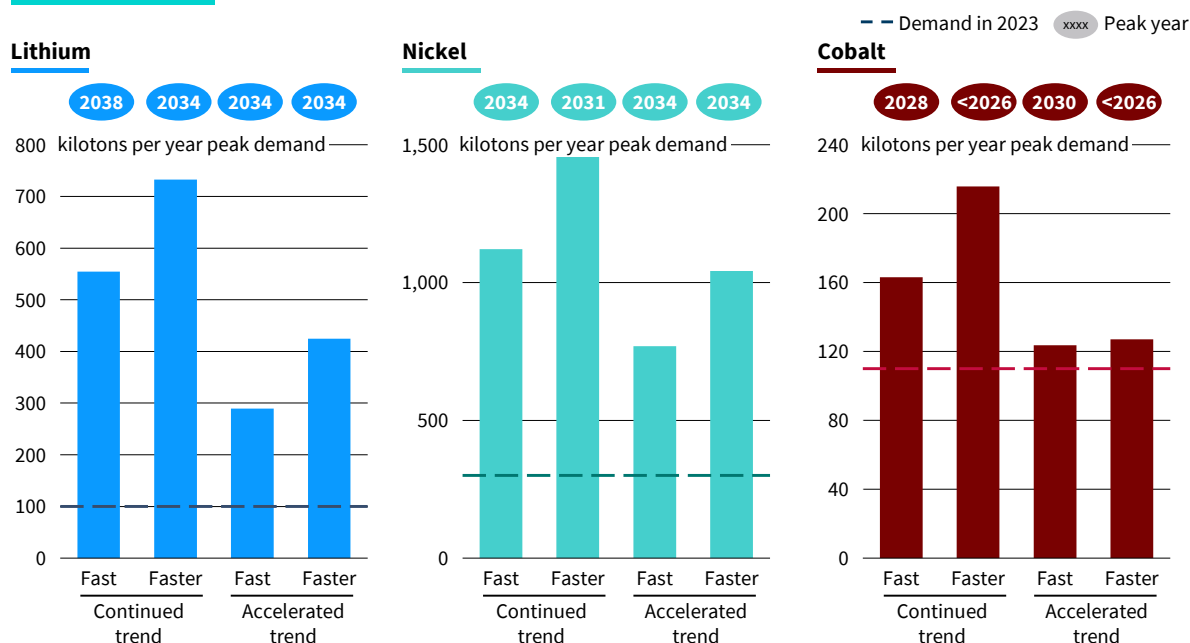 Demand in 2023 xxxx Peak year
Lithium
2038 2034 2034 2034
kilotons per year peak demand
800
700
600
500
400
300
200
100
0
Fast Faster Fast Faster
Continued trend
Accelerated trend
Nickel
2034 2031 2034 2034
kilotons per year peak demand
1,500
1,000
500
0
Fast Faster Fast Faster
Continued trend
Accelerated trend
Cobalt
2028 <2026 2030 <2026
kilotons per year peak demand
240
200
160
120
80
40
0
Fast Faster Fast Faster
Continued trend
Accelerated trend